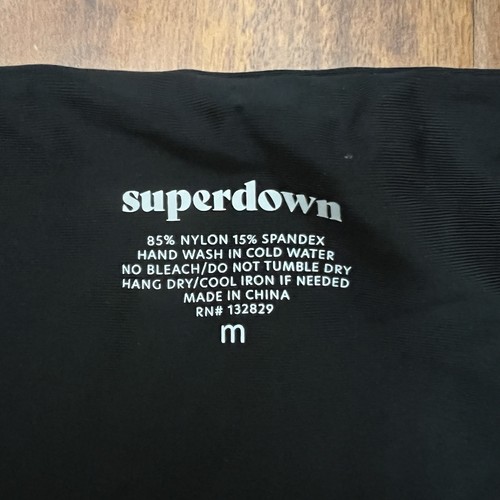 superdown
85% NYLON 15% SPANDEX
HAND WASH IN COLD WATER
NO BLEACH/DO NOT TUMBLE DRY
HANG DRY/COOL IRON IF NEEDED
MADE IN CHINA
RN# 132829
m